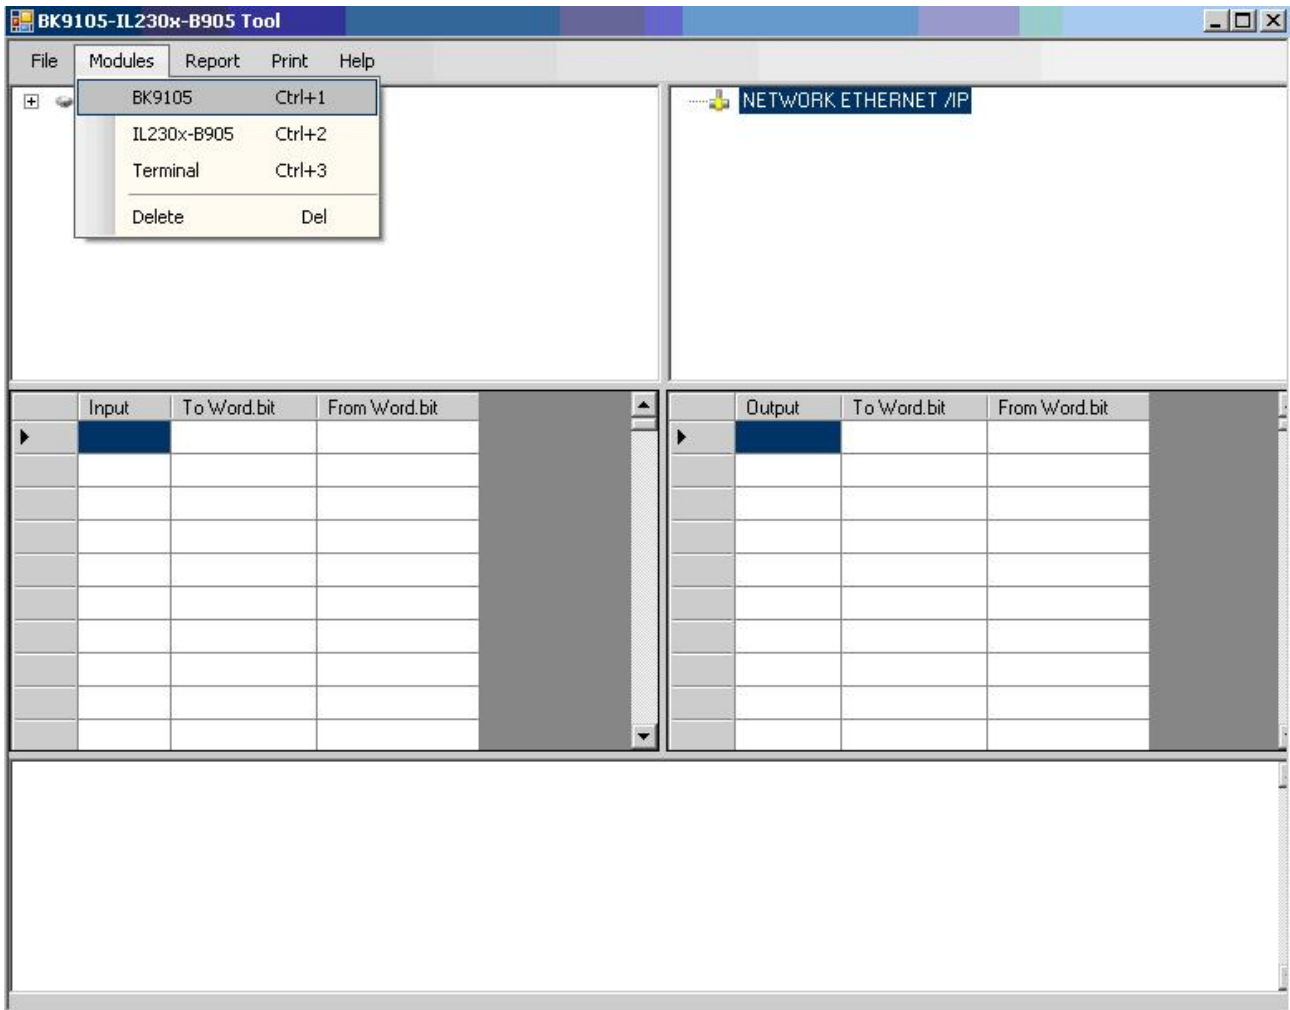 BK9105-IL230x-B905 Tool
File Modules Report Print Help
BK9105 Ctrl+1
IL230x-B905 Ctrl+2
Terminal Ctrl+3
Delete Del
NETWORK ETHERNET /IP
Input To Word.bit From Word.bit
Output To Word.bit From Word.bit